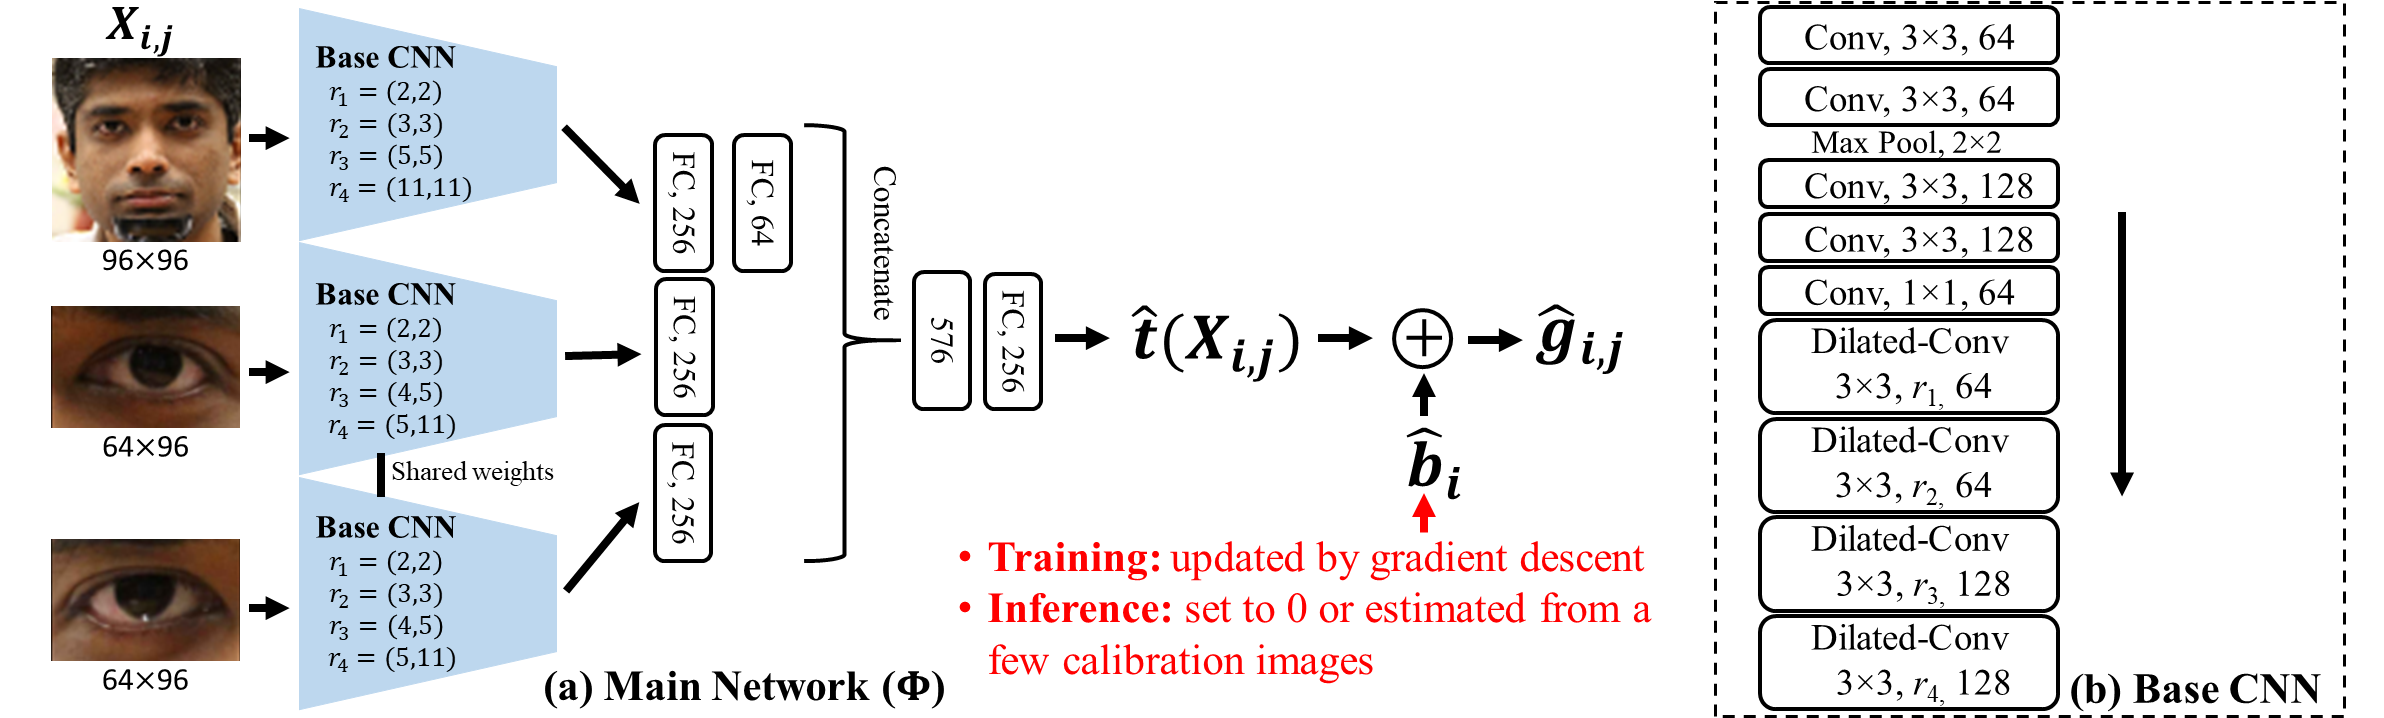 X_{i,j}
96×96
Base CNN
r_1 = (2,2)
r_2 = (3,3)
r_3 = (5,5)
r_4 = (11,11)
64×96
Base CNN
r_1 = (2,2)
r_2 = (3,3)
r_3 = (4,5)
r_4 = (5,11)
Shared weights
64×96
Base CNN
r_1 = (2,2)
r_2 = (3,3)
r_3 = (4,5)
r_4 = (5,11)
FC, 256
FC, 64
FC, 256
FC, 256
Concatenate
576
FC, 256
t̂(X_{i,j})
+
ĝ_{i,j}
b̂_i
• Training: updated by gradient descent
• Inference: set to 0 or estimated from a
few calibration images
(a) Main Network (Φ)
Conv, 3×3, 64
Conv, 3×3, 64
Max Pool, 2×2
Conv, 3×3, 128
Conv, 3×3, 128
Conv, 1×1, 64
Dilated-Conv
3×3, r_1, 64
Dilated-Conv
3×3, r_2, 64
Dilated-Conv
3×3, r_3, 128
Dilated-Conv
3×3, r_4, 128
(b) Base CNN